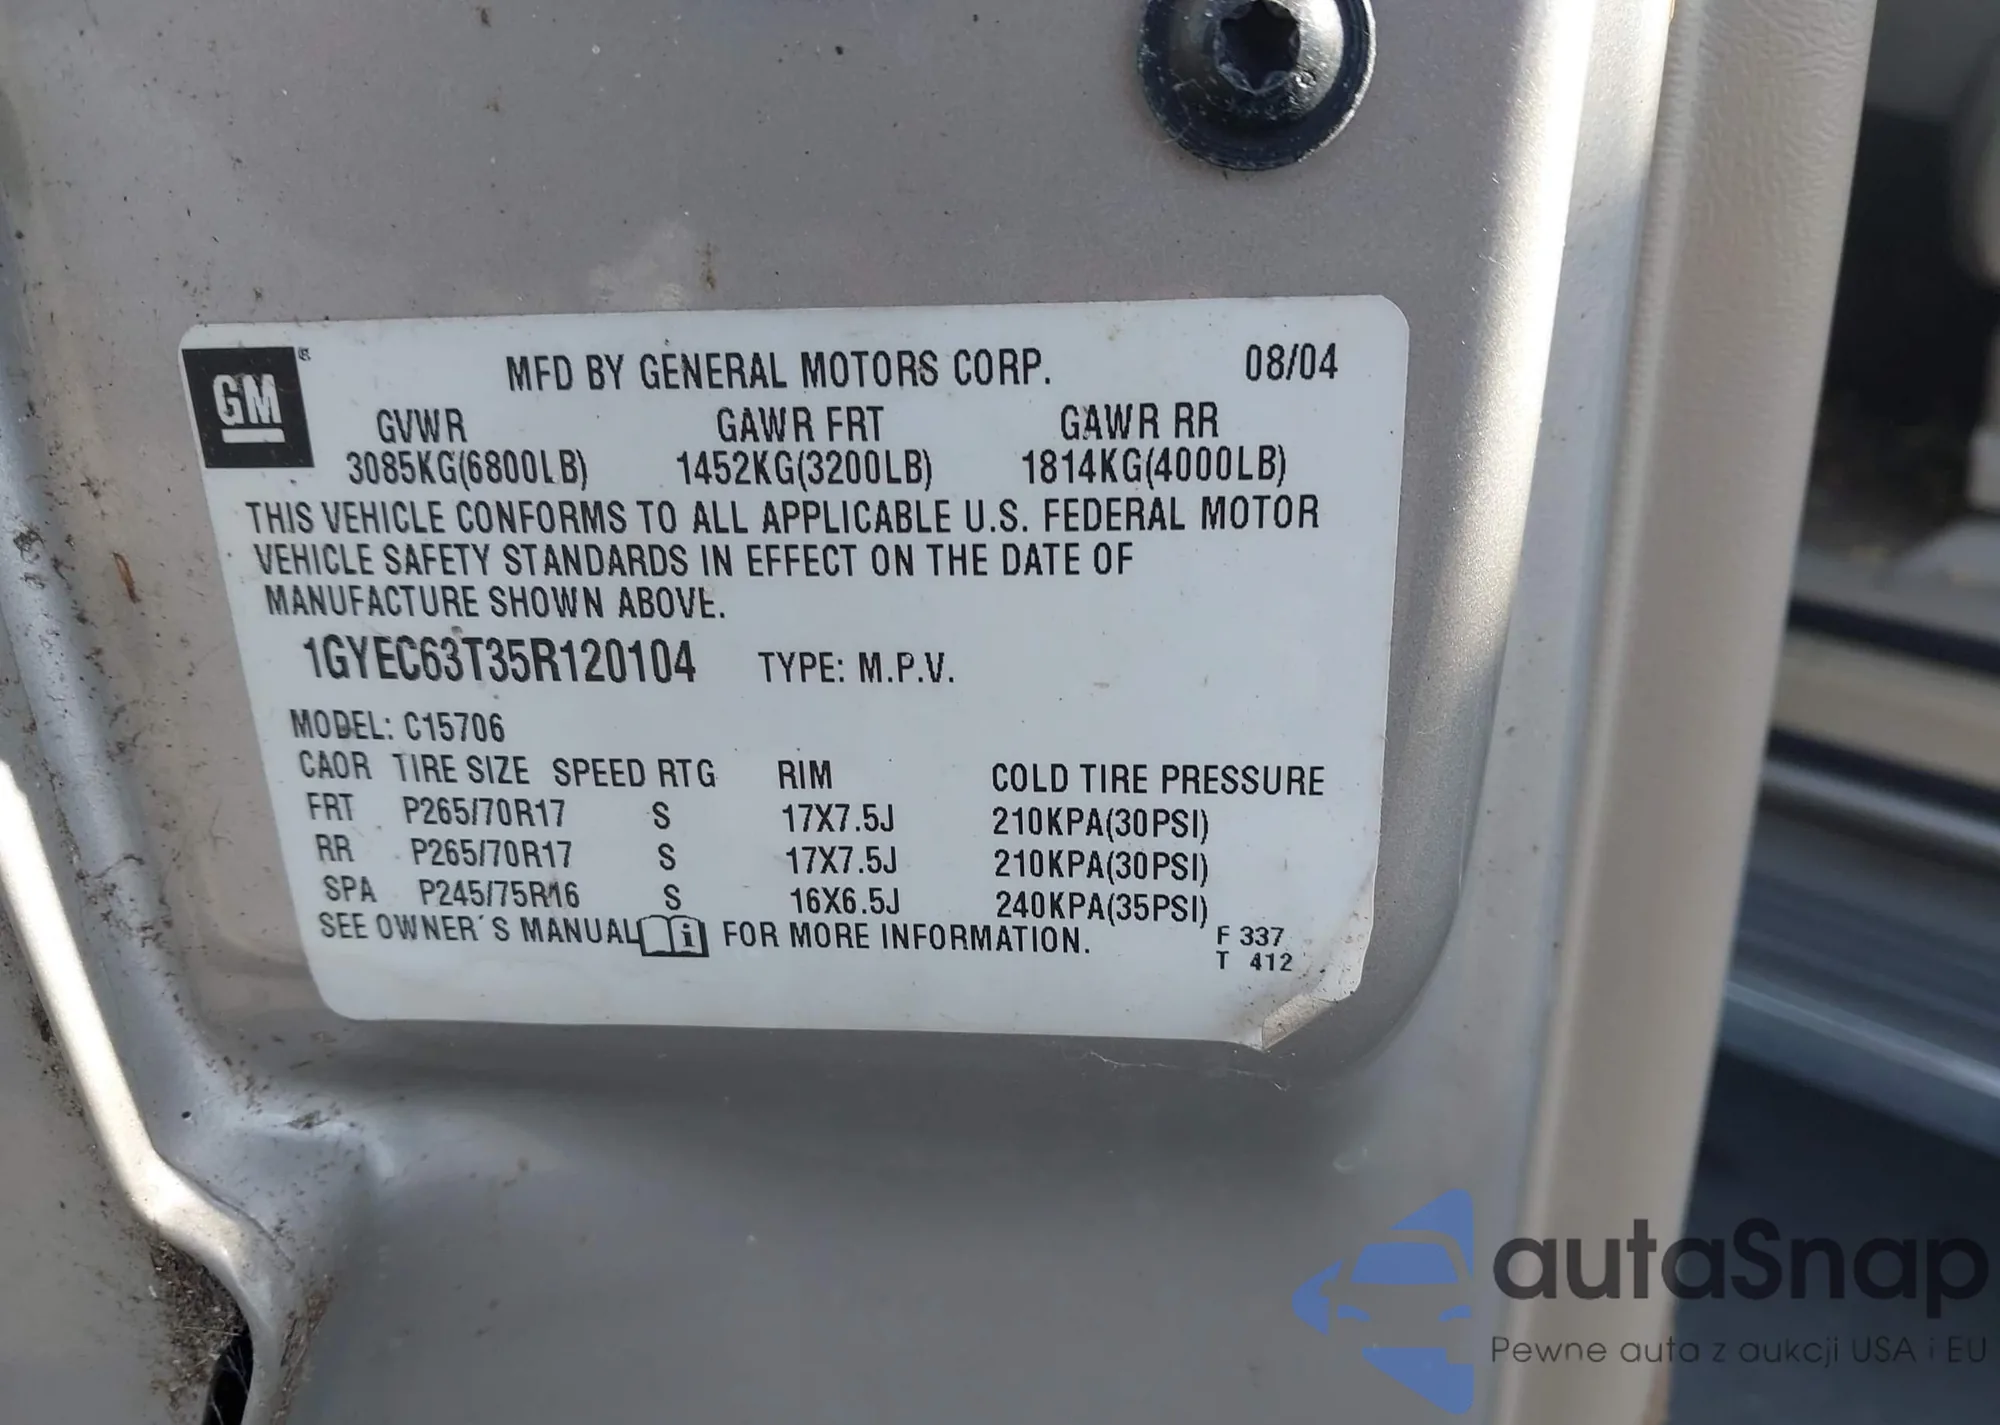 GM ®
MFD BY GENERAL MOTORS CORP. 08/04
GVWR GAWR FRT GAWR RR
3085KG(6800LB) 1452KG(3200LB) 1814KG(4000LB)
THIS VEHICLE CONFORMS TO ALL APPLICABLE U.S. FEDERAL MOTOR
VEHICLE SAFETY STANDARDS IN EFFECT ON THE DATE OF
MANUFACTURE SHOWN ABOVE.
1GYEC63T35R120104 TYPE: M.P.V.
MODEL: C15706
CAOR TIRE SIZE SPEED RTG RIM COLD TIRE PRESSURE
FRT P265/70R17 S 17X7.5J 210KPA(30PSI)
RR P265/70R17 S 17X7.5J 210KPA(30PSI)
SPA P245/75R16 S 16X6.5J 240KPA(35PSI)
SEE OWNER´S MANUAL i FOR MORE INFORMATION.
F 337
T 412
autaSnap
Pewne auta z aukcji USA i EU